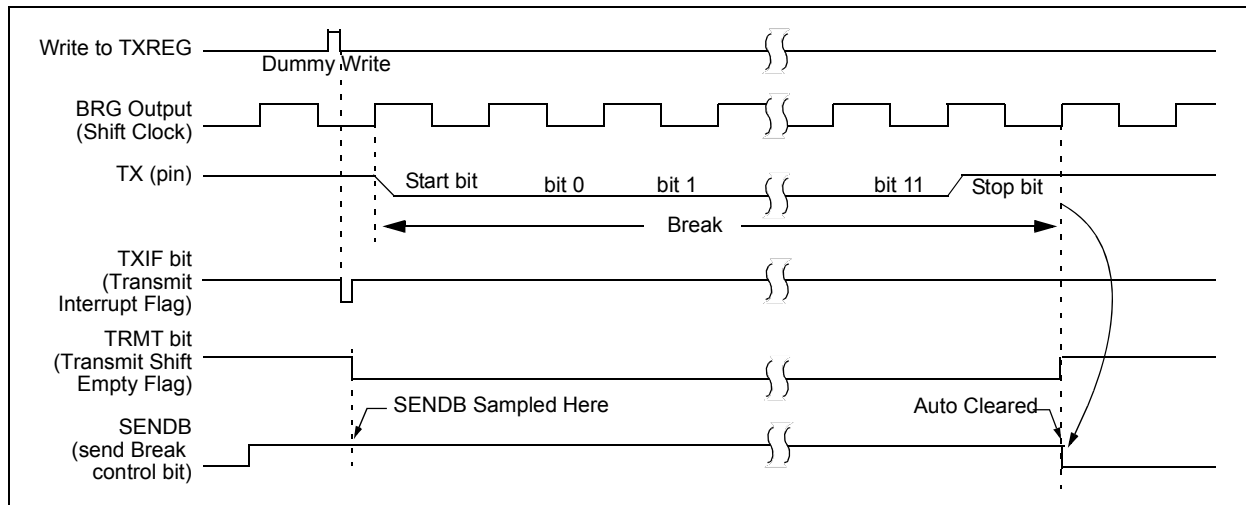 Write to TXREG
Dummy Write
BRG Output
(Shift Clock)
TX (pin)
Start bit
bit 0
bit 1
bit 11
Stop bit
Break
TXIF bit
(Transmit
Interrupt Flag)
TRMT bit
(Transmit Shift
Empty Flag)
SENDB Sampled Here
Auto Cleared
SENDB
(send Break
control bit)